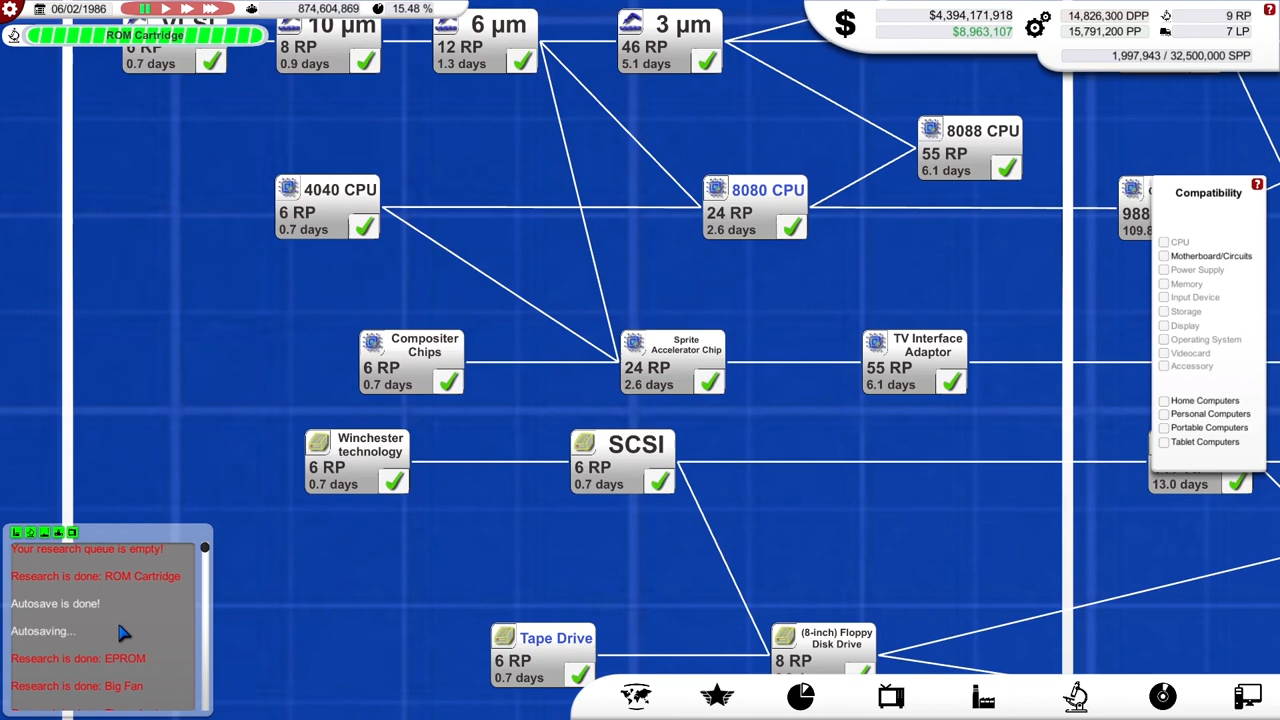 06/02/1986
874,604,869
15.48 %
ROM Cartridge
$4,394,171,918
$8,963,107
14,826,300 DPP
15,791,200 PP
9 RP
7 LP
1,997,943 / 32,500,000 SPP
0.7 days
10 µm
8 RP
0.9 days
6 µm
12 RP
1.3 days
3 µm
46 RP
5.1 days
8088 CPU
55 RP
6.1 days
4040 CPU
6 RP
0.7 days
8080 CPU
24 RP
2.6 days
988
Compositer
Chips
6 RP
0.7 days
Sprite
Accelerator Chip
24 RP
2.6 days
TV Interface
Adaptor
55 RP
6.1 days
Winchester
technology
6 RP
0.7 days
SCSI
6 RP
0.7 days
13.0 days
Tape Drive
6 RP
0.7 days
(8-inch) Floppy
Disk Drive
8 RP
Compatibility
CPU
Motherboard/Circuits
Power Supply
Memory
Input Device
Storage
Display
Operating System
Videocard
Accessory
Home Computers
Personal Computers
Portable Computers
Tablet Computers
Your research queue is empty!
Research is done: ROM Cartridge
Autosave is done!
Autosaving...
Research is done: EPROM
Research is done: Big Fan